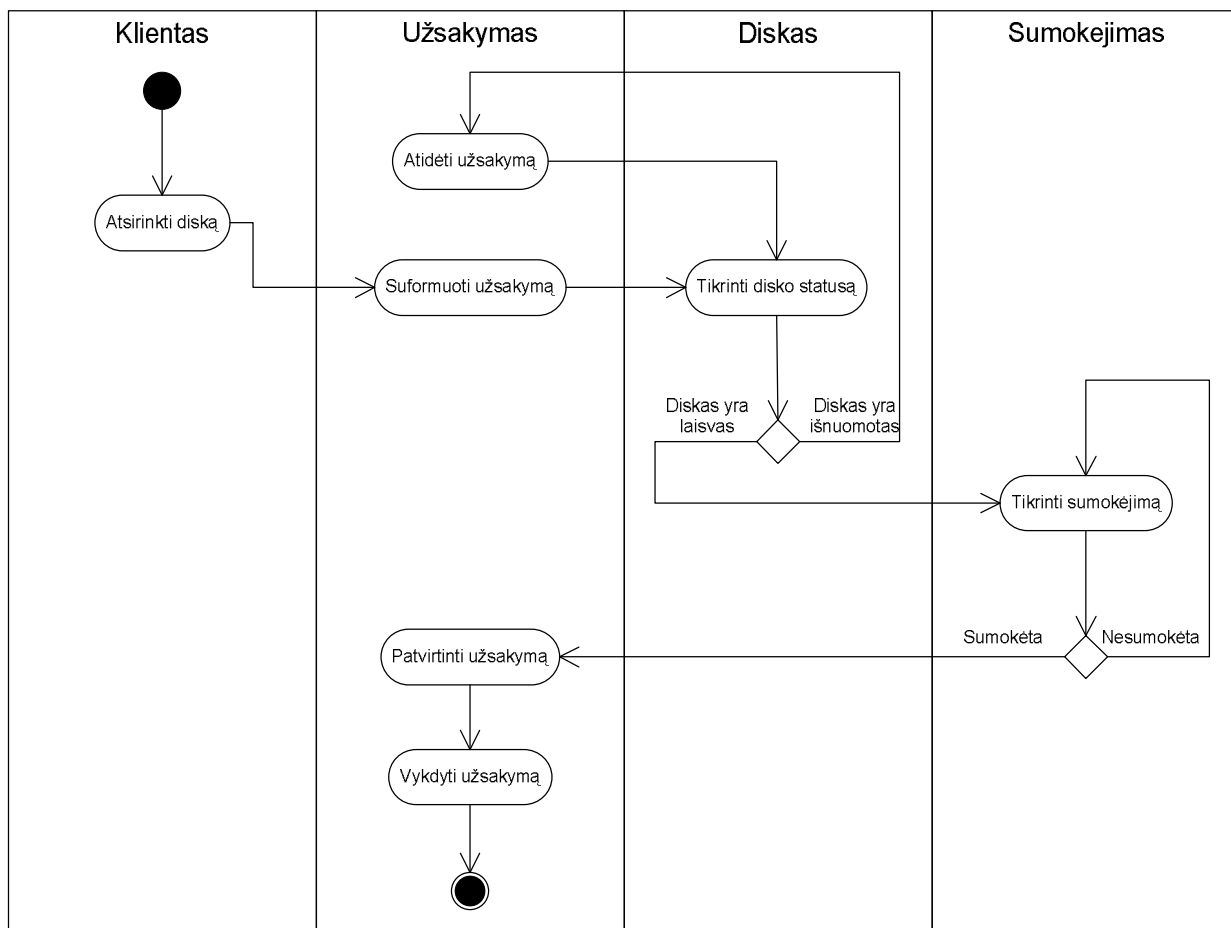 Klientas
Užsakymas
Diskas
Sumokejimas
Atidėti užsakymą
Atsirinkti diską
Suformuoti užsakymą
Tikrinti disko statusą
Diskas yra
laisvas
Diskas yra
išnuomotas
Tikrinti sumokėjimą
Sumokėta
Nesumokėta
Patvirtinti užsakymą
Vykdyti užsakymą